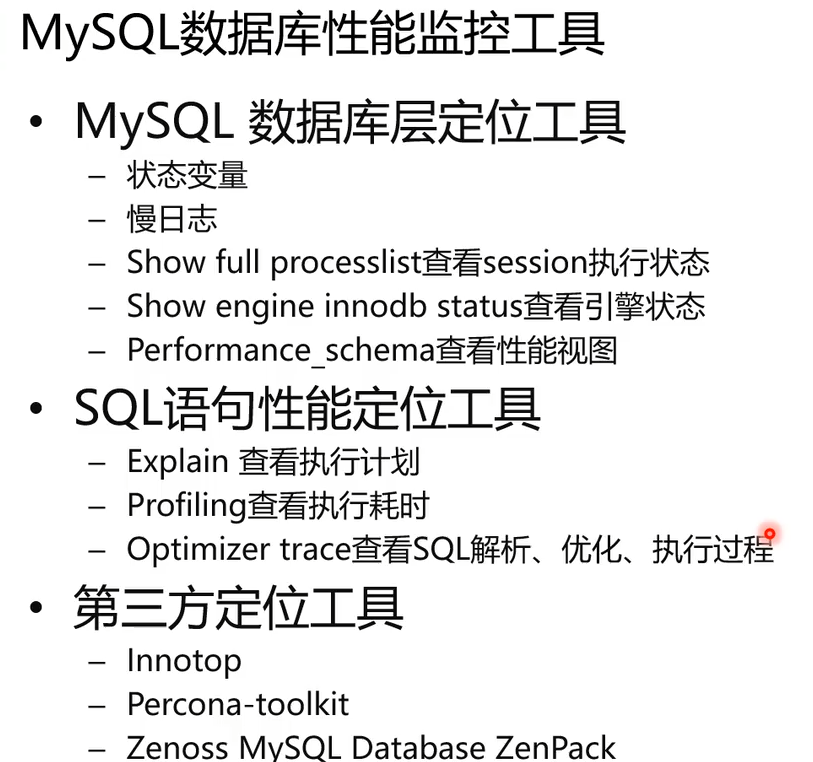 MySQL数据库性能监控工具
• MySQL 数据库层定位工具
– 状态变量
– 慢日志
– Show full processlist查看session执行状态
– Show engine innodb status查看引擎状态
– Performance_schema查看性能视图
• SQL语句性能定位工具
– Explain 查看执行计划
– Profiling查看执行耗时
– Optimizer trace查看SQL解析、优化、执行过程
• 第三方定位工具
– Innotop
– Percona-toolkit
– Zenoss MySQL Database ZenPack